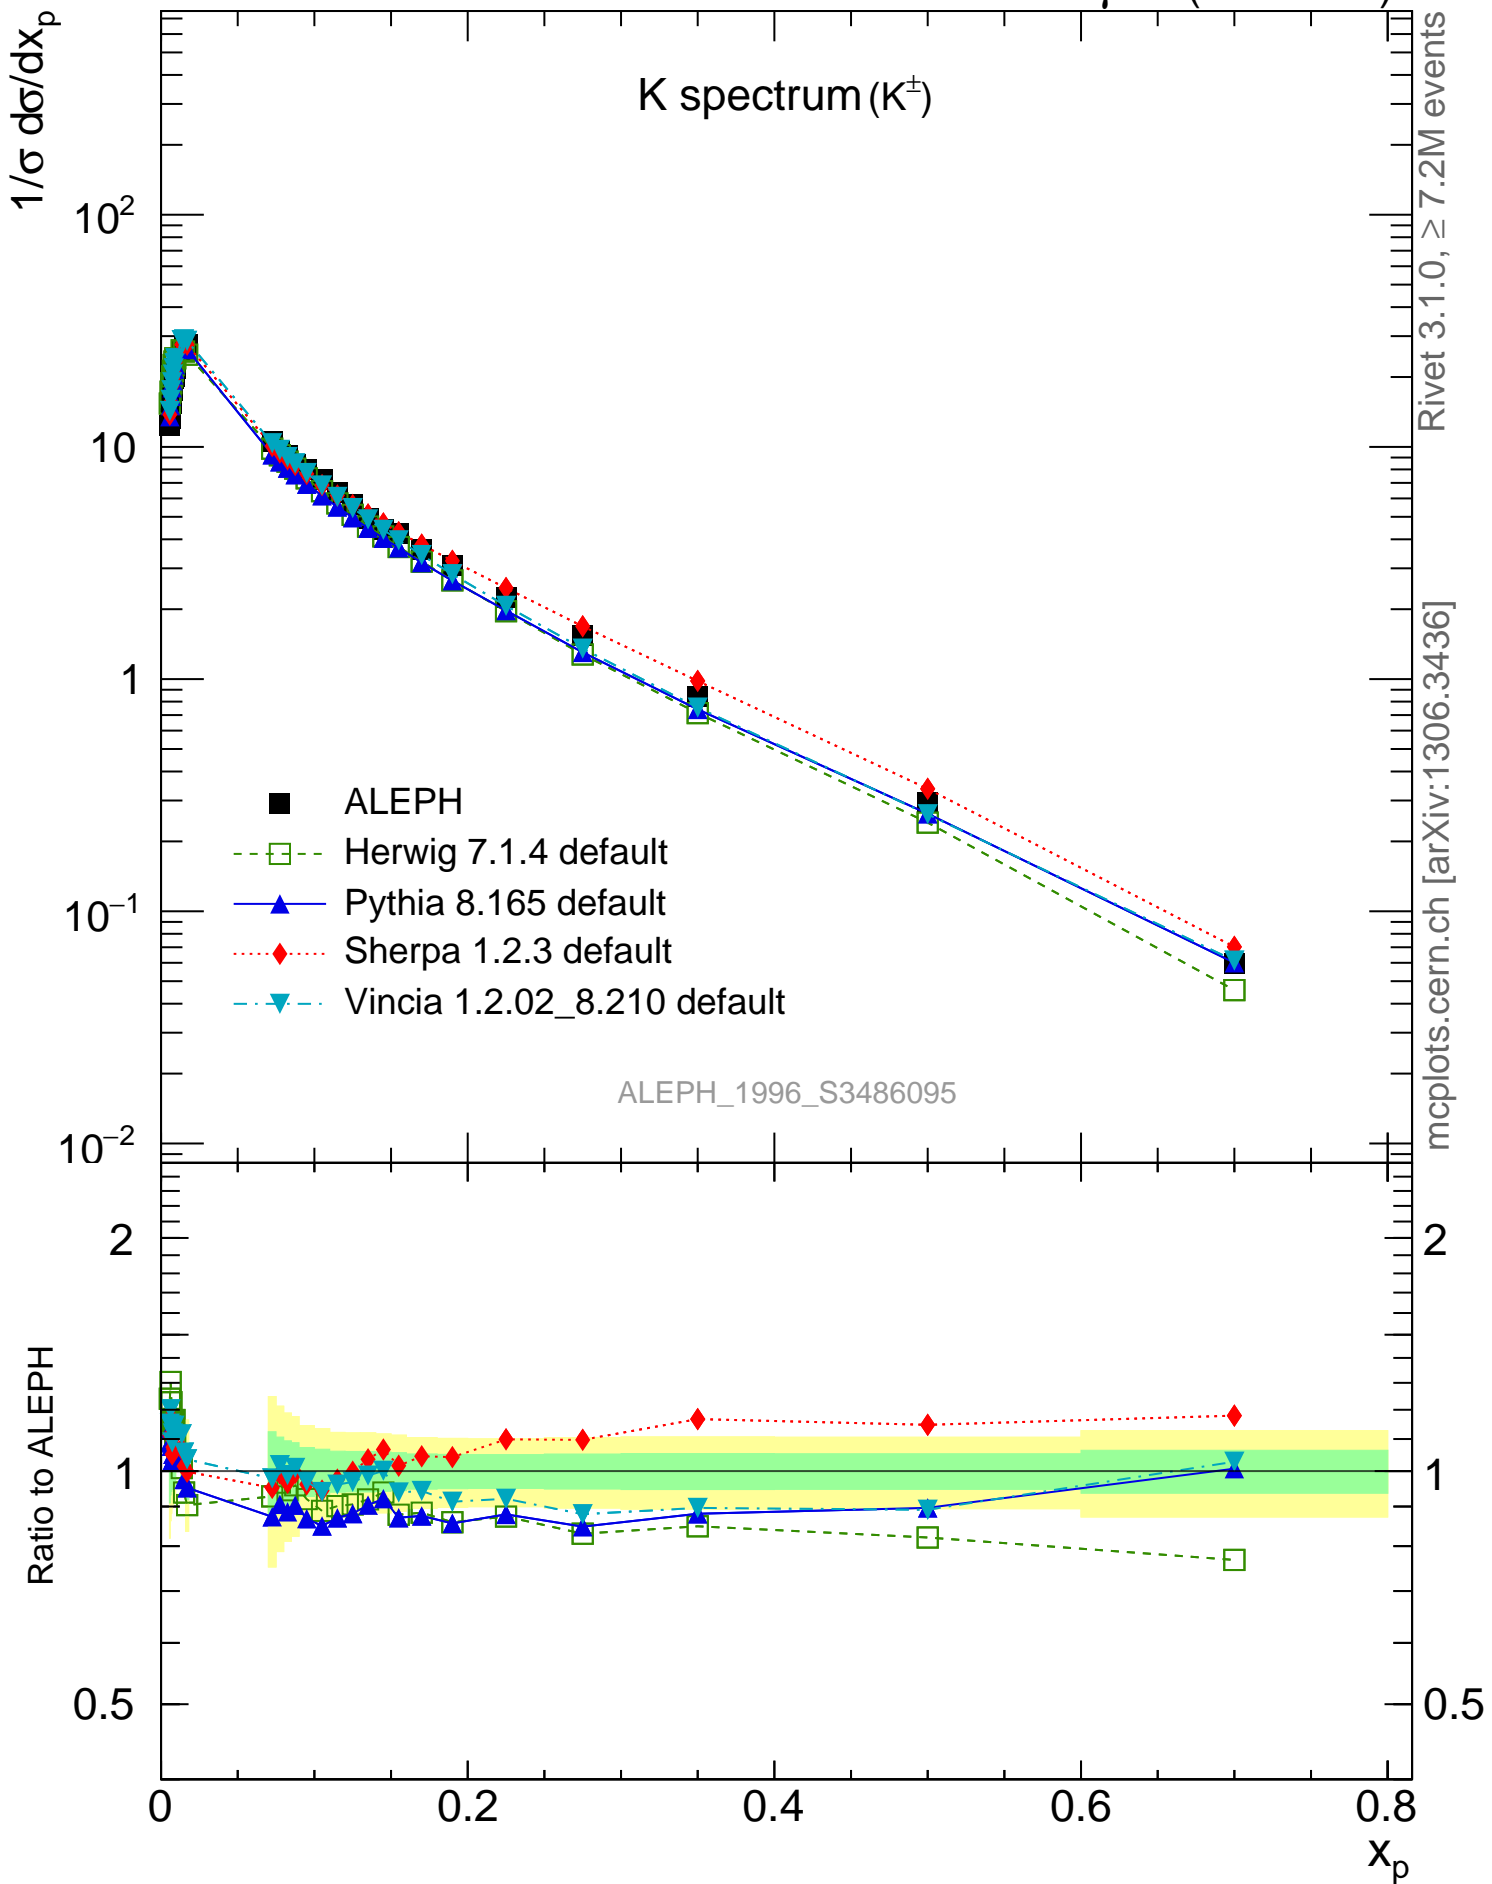 1/σ dσ/dxₚ
K spectrum (K±)
10²
10
1
10⁻¹
10⁻²
ALEPH
Herwig 7.1.4 default
Pythia 8.165 default
Sherpa 1.2.3 default
Vincia 1.2.02_8.210 default
ALEPH_1996_S3486095
Rivet 3.1.0, ≥ 7.2M events
mcplots.cern.ch [arXiv:1306.3436]
Ratio to ALEPH
2
1
0.5
2
1
0.5
0
0.2
0.4
0.6
0.8
xₚ